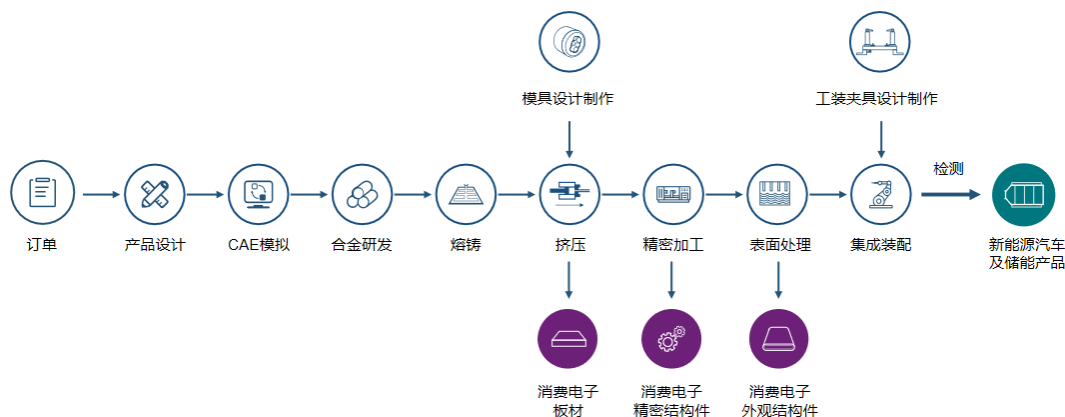 模具设计制作
工装夹具设计制作
检测
订单
产品设计
CAE模拟
合金研发
熔铸
挤压
精密加工
表面处理
集成装配
新能源汽车
及储能产品
消费电子
板材
消费电子
精密结构件
消费电子
外观结构件